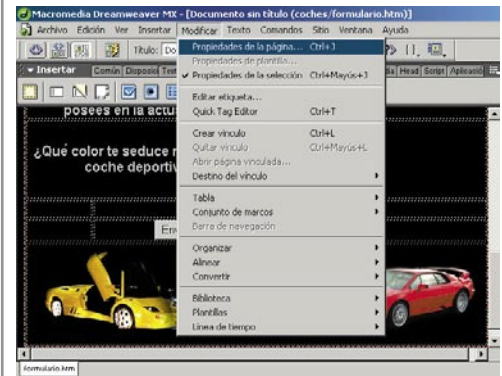 Macromedia Dreamweaver MX - [Documento sin título (coches/formulario.htm)]
Archivo Edición Ver Insertar Modificar Texto Comandos Sitio Ventana Ayuda
Título: Do
Insertar Común Head Script
Propiedades de la página... Ctrl+J
Propiedades de plantilla...
Propiedades de la selección Ctrl+Mayús+J
Editar etiqueta...
Quick Tag Editor Ctrl+T
Crear vínculo Ctrl+L
Quitar vínculo Ctrl+Mayús+L
Abrir página vinculada...
Destino del vínculo
Tabla
Conjunto de marcos
Barra de navegación
Organizar
Alinear
Convertir
Biblioteca
Plantillas
Línea de tiempo
posees en la actu
¿Qué color te seduce
coche deporti
formulario.htm